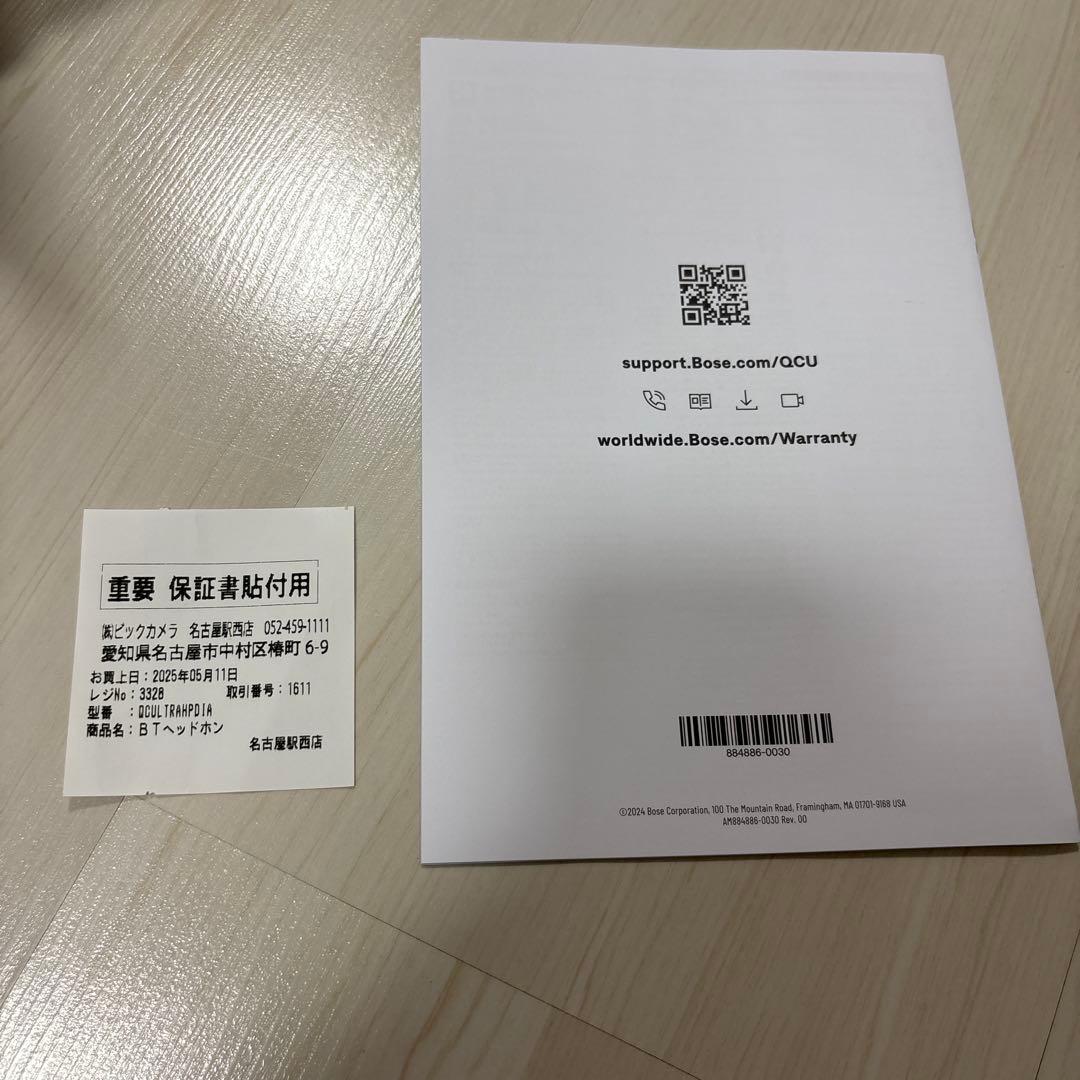 重要 保証書貼付用
㈱ビックカメラ 名古屋駅西店 052-459-1111
愛知県名古屋市中村区椿町6-9
お買上日：2025年05月11日
レジNo：3328 取引番号：1611
型番 ：QCULTRAHPDIA
商品名：BTヘッドホン
名古屋駅西店
support.Bose.com/QCU
worldwide.Bose.com/Warranty
884886-0030
©2024 Bose Corporation, 100 The Mountain Road, Framingham, MA 01701-9168 USA
AM884886-0030 Rev. 00